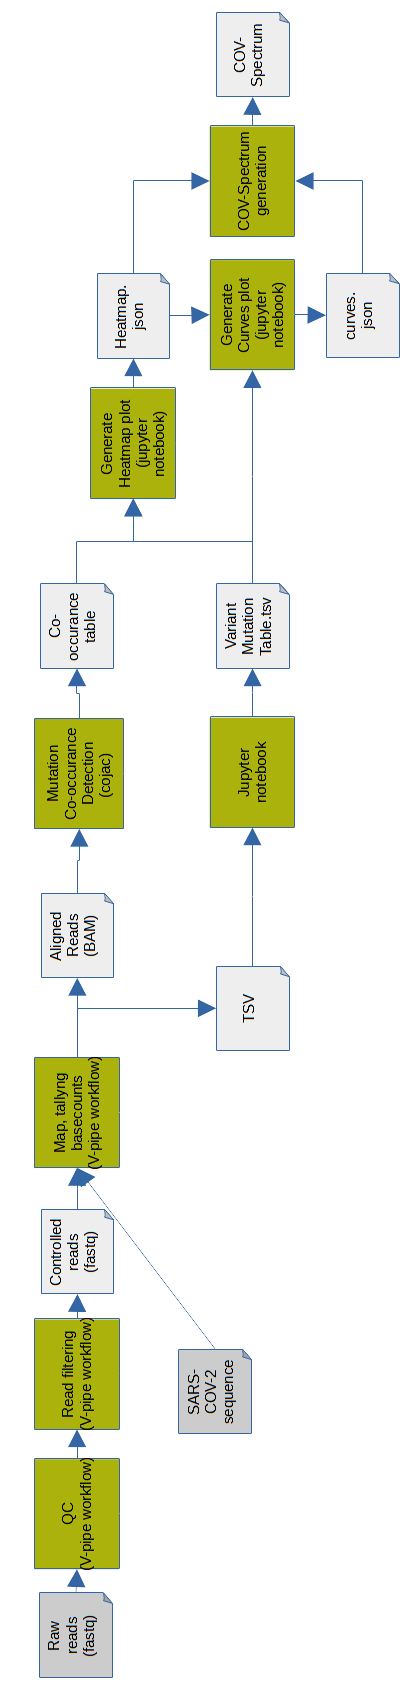 Raw
reads
(fastq)
QC
(V-pipe workflow)
Read filtering
(V-pipe workflow)
Controlled
reads
(fastq)
SARS-
COV-2
sequence
Map, tallyng
basecounts
(V-pipe workflow)
Aligned
Reads
(BAM)
TSV
Mutation
Co-occurance
Detection
(cojac)
Jupyter
notebook
Co-
occurance
table
Variant
Mutation
Table.tsv
Generate
Heatmap plot
(jupyter
notebook)
Heatmap.
json
Generate
Curves plot
(jupyter
notebook)
curves.
json
COV-Spectrum
generation
COV-
Spectrum